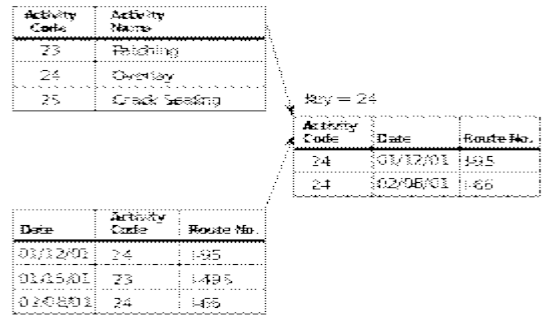 Activity Code Activity Name
23 Patching
24 Overlay
25 Crack Sealing
Key = 24
Activity Code Date Route No.
24 01/12/01 I-95
24 02/08/01 I-66
Date Activity Code Route No.
01/12/01 24 I-95
01/15/01 23 I-495
02/08/01 24 I-66